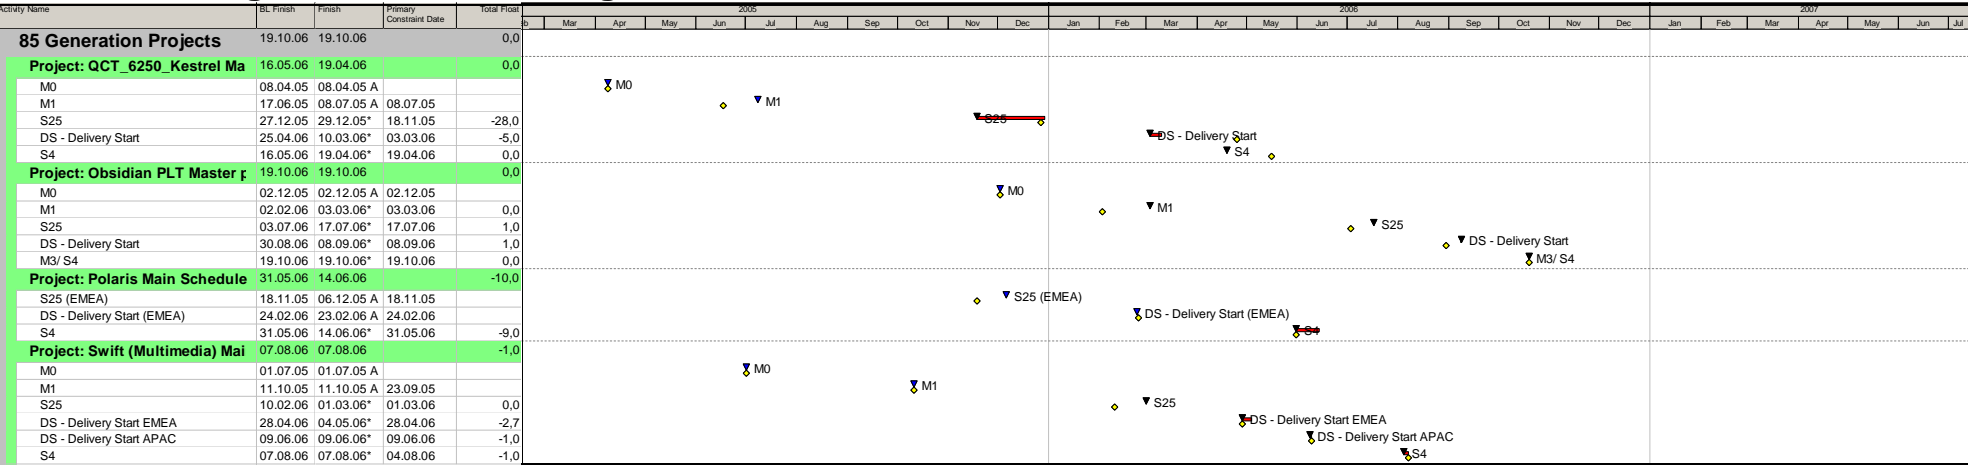 Activity Name BL Finish Finish Primary Constraint Date Total Float 2005 2006 2007
Mar Apr May Jun Jul Aug Sep Oct Nov Dec Jan Feb Mar Apr May Jun Jul Aug Sep Oct Nov Dec Jan Feb Mar Apr May Jun Jul
85 Generation Projects 19.10.06 19.10.06 0,0
Project: QCT_6250_Kestrel Ma 16.05.06 19.04.06 0,0
M0 08.04.05 08.04.05 A M0
M1 17.06.05 08.07.05 A 08.07.05 M1
S25 27.12.05 29.12.05* 18.11.05 -28,0 S25
DS - Delivery Start 25.04.06 10.03.06* 03.03.06 -5,0 DS - Delivery Start
S4 16.05.06 19.04.06* 19.04.06 0,0 S4
Project: Obsidian PLT Master p 19.10.06 19.10.06 0,0
M0 02.12.05 02.12.05 A 02.12.05 M0
M1 02.02.06 03.03.06* 03.03.06 0,0 M1
S25 03.07.06 17.07.06* 17.07.06 1,0 S25
DS - Delivery Start 30.08.06 08.09.06* 08.09.06 1,0 DS - Delivery Start
M3/ S4 19.10.06 19.10.06* 19.10.06 0,0 M3/ S4
Project: Polaris Main Schedule 31.05.06 14.06.06 -10,0
S25 (EMEA) 18.11.05 06.12.05 A 18.11.05 S25 (EMEA)
DS - Delivery Start (EMEA) 24.02.06 23.02.06 A 24.02.06 DS - Delivery Start (EMEA)
S4 31.05.06 14.06.06* 31.05.06 -9,0 S4
Project: Swift (Multimedia) Mai 07.08.06 07.08.06 -1,0
M0 01.07.05 01.07.05 A M0
M1 11.10.05 11.10.05 A 23.09.05 M1
S25 10.02.06 01.03.06* 01.03.06 0,0 S25
DS - Delivery Start EMEA 28.04.06 04.05.06* 28.04.06 -2,7 DS - Delivery Start EMEA
DS - Delivery Start APAC 09.06.06 09.06.06* 09.06.06 -1,0 DS - Delivery Start APAC
S4 07.08.06 07.08.06* 04.08.06 -1,0 S4